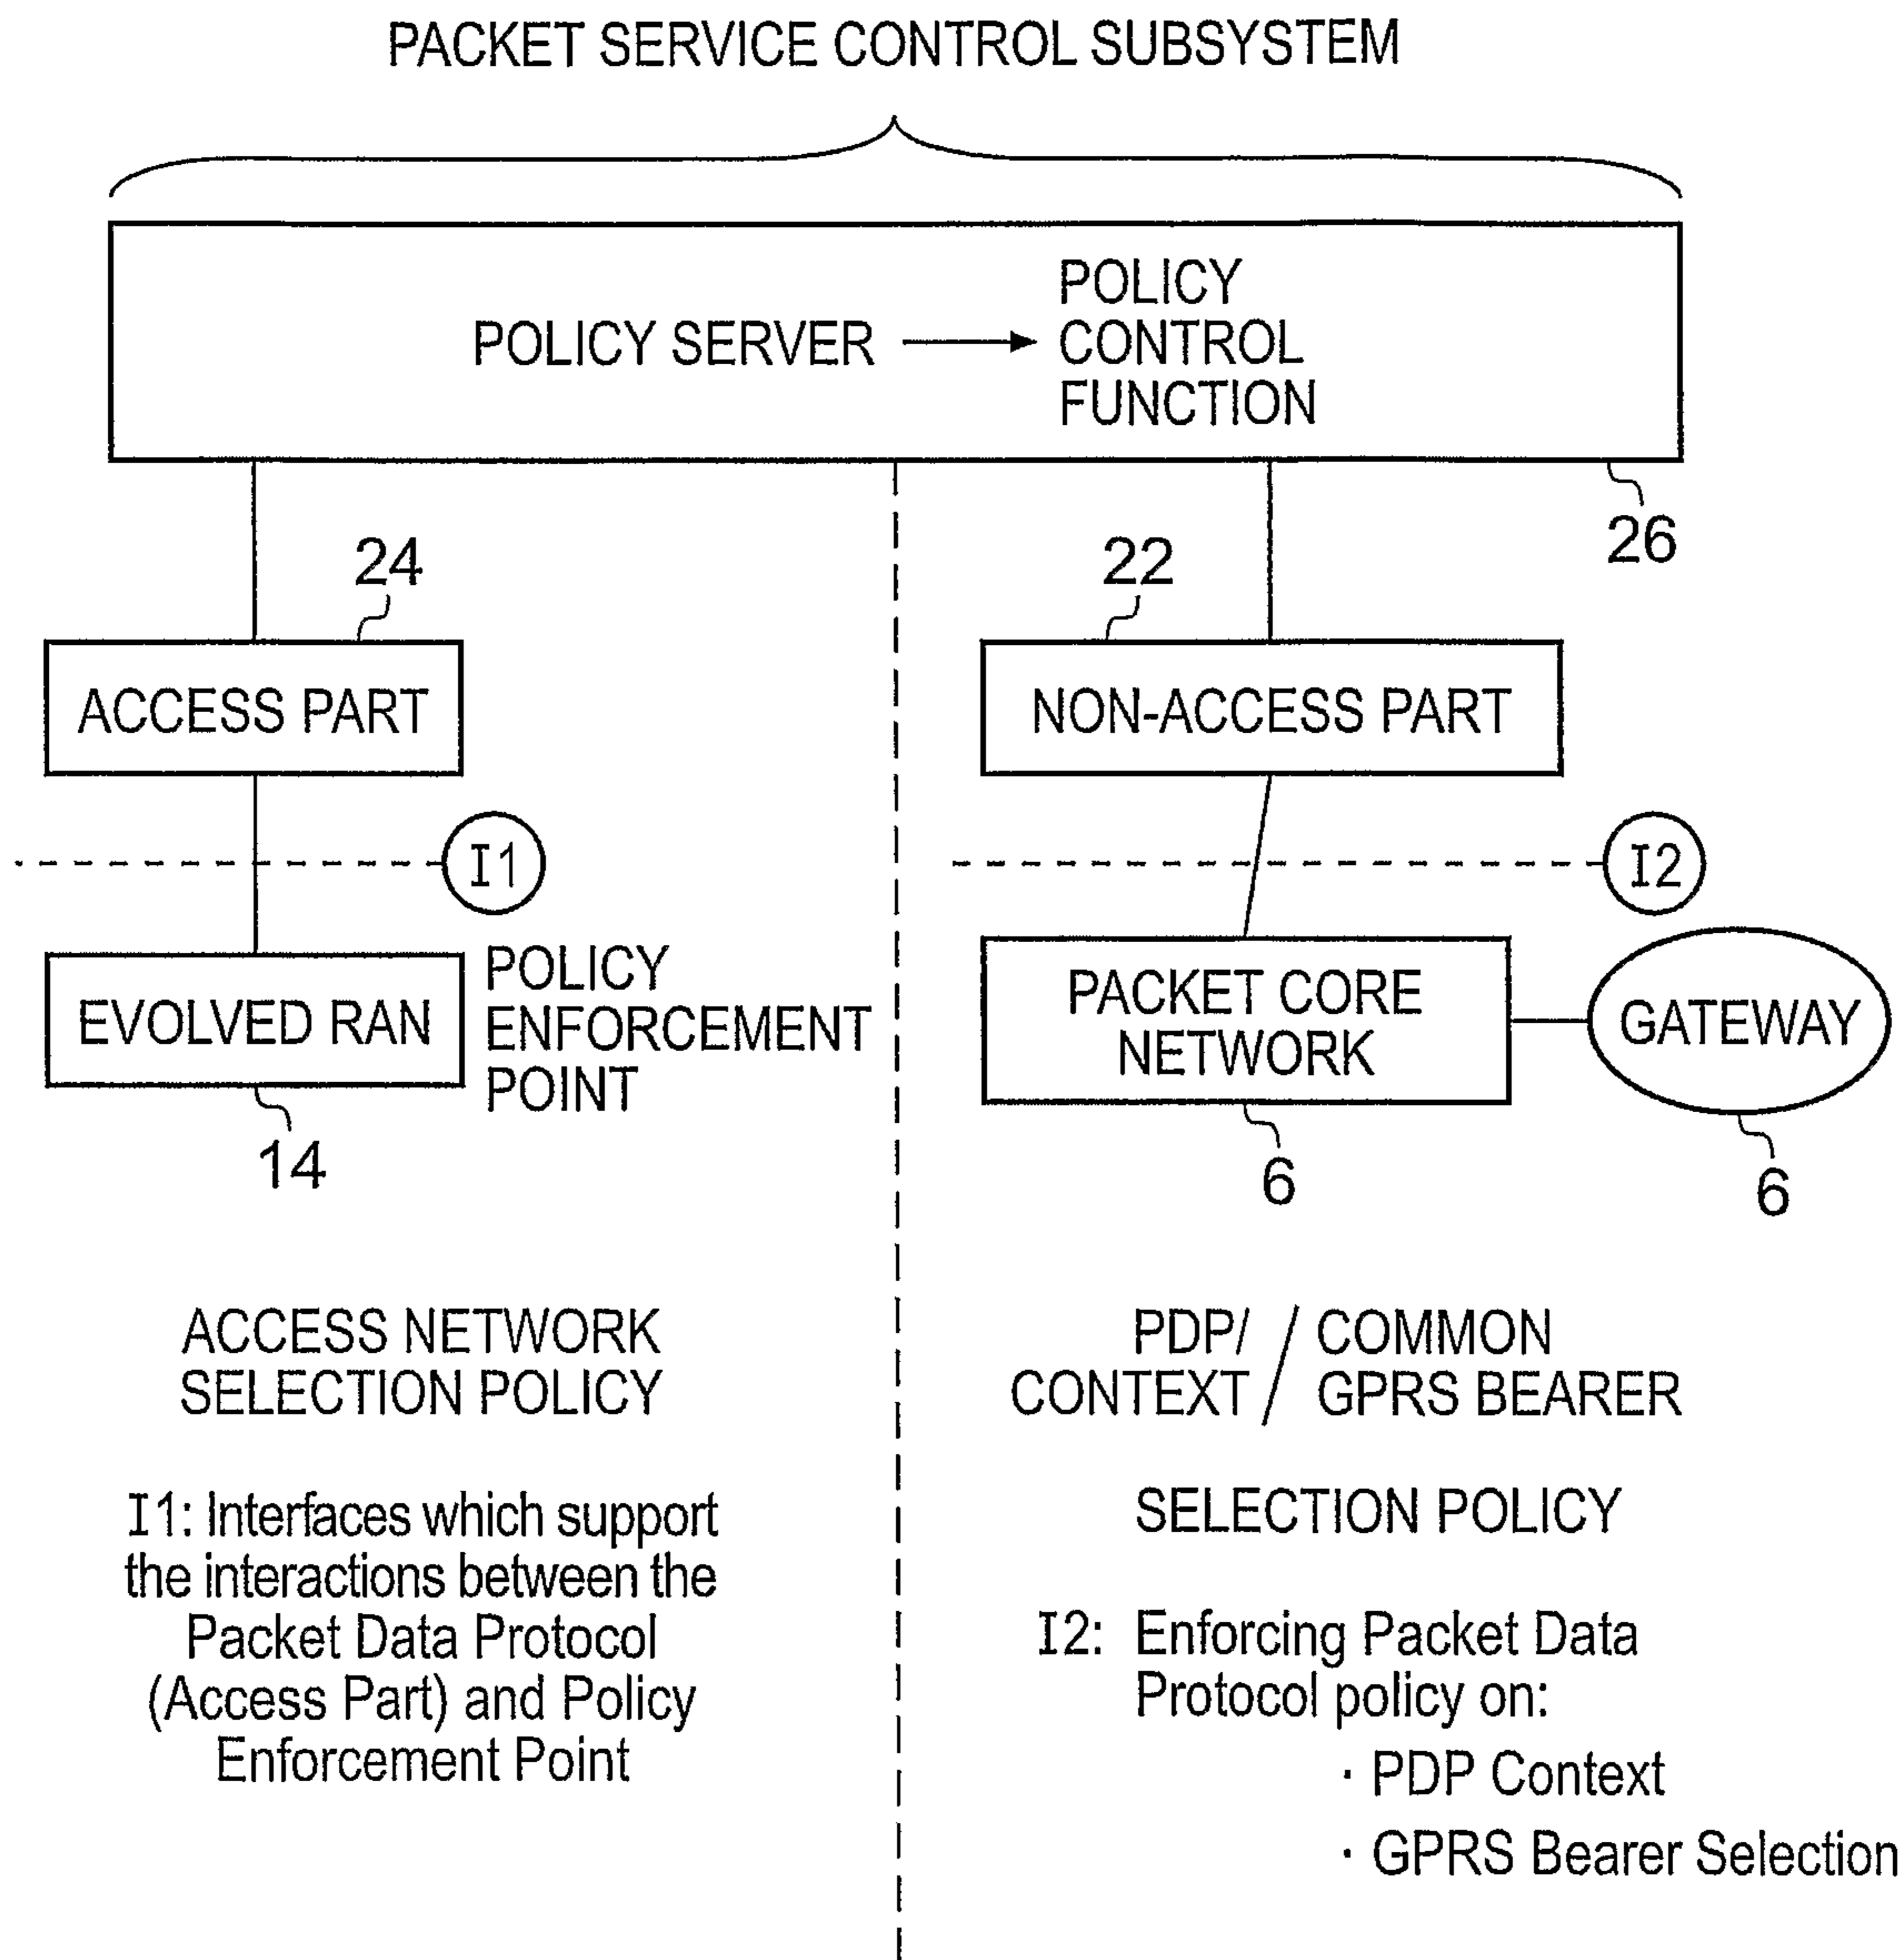 PACKET SERVICE CONTROL SUBSYSTEM
POLICY SERVER
POLICY
CONTROL
FUNCTION
26
24
22
ACCESS PART
NON-ACCESS PART
I1
I2
EVOLVED RAN
POLICY
ENFORCEMENT
POINT
PACKET CORE
NETWORK
GATEWAY
14
6
6
ACCESS NETWORK
SELECTION POLICY
I1: Interfaces which support
the interactions between the
Packet Data Protocol
(Access Part) and Policy
Enforcement Point
PDP/ / COMMON
CONTEXT / GPRS BEARER
SELECTION POLICY
I2: Enforcing Packet Data
Protocol policy on:
· PDP Context
· GPRS Bearer Selection